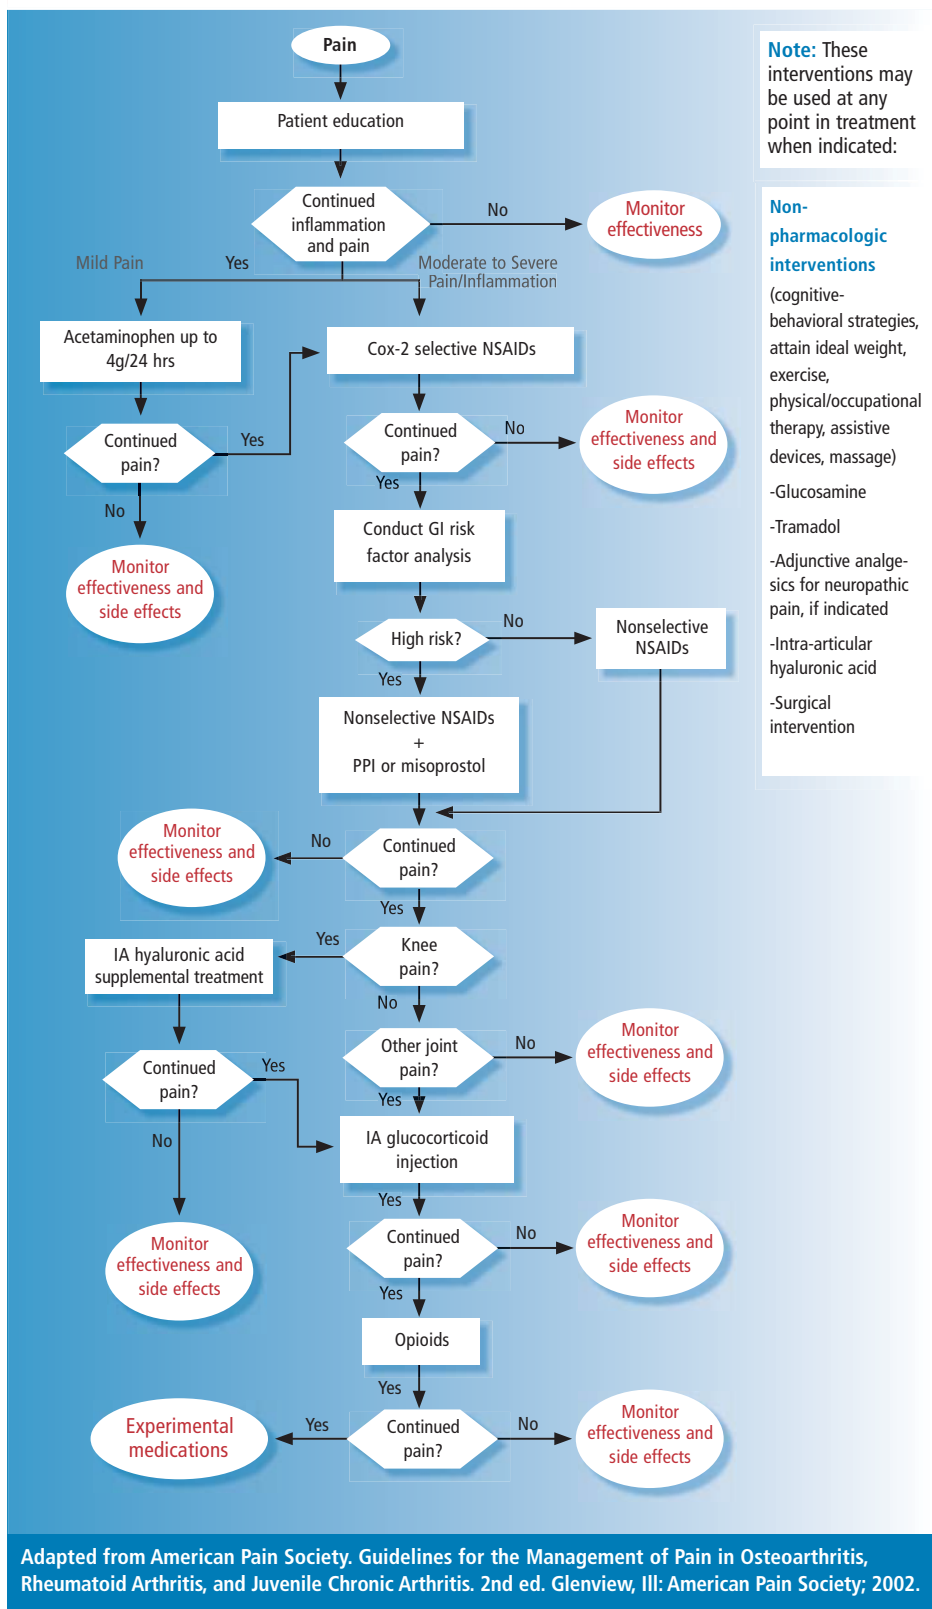 Pain
Patient education
Continued
inflammation
and pain
No
Monitor
effectiveness
Mild Pain
Yes
Moderate to Severe
Pain/Inflammation
Acetaminophen up to
4g/24 hrs
Cox-2 selective NSAIDs
Continued
pain?
Yes
No
Monitor
effectiveness and
side effects
Continued
pain?
No
Monitor
effectiveness and
side effects
Yes
Conduct GI risk
factor analysis
High risk?
No
Nonselective
NSAIDs
Yes
Nonselective NSAIDs
+
PPI or misoprostol
Continued
pain?
No
Monitor
effectiveness and
side effects
Yes
Knee
pain?
Yes
IA hyaluronic acid
supplemental treatment
No
Continued
pain?
Yes
No
Monitor
effectiveness and
side effects
Other joint
pain?
No
Monitor
effectiveness and
side effects
Yes
IA glucocorticoid
injection
Yes
Continued
pain?
No
Monitor
effectiveness and
side effects
Yes
Opioids
Yes
Continued
pain?
Yes
Experimental
medications
No
Monitor
effectiveness and
side effects
Note: These
interventions may
be used at any
point in treatment
when indicated:
Non-
pharmacologic
interventions
(cognitive-
behavioral strategies,
attain ideal weight,
exercise,
physical/occupational
therapy, assistive
devices, massage)
-Glucosamine
-Tramadol
-Adjunctive analge-
sics for neuropathic
pain, if indicated
-Intra-articular
hyaluronic acid
-Surgical
intervention
Adapted from American Pain Society. Guidelines for the Management of Pain in Osteoarthritis,
Rheumatoid Arthritis, and Juvenile Chronic Arthritis. 2nd ed. Glenview, Ill: American Pain Society; 2002.